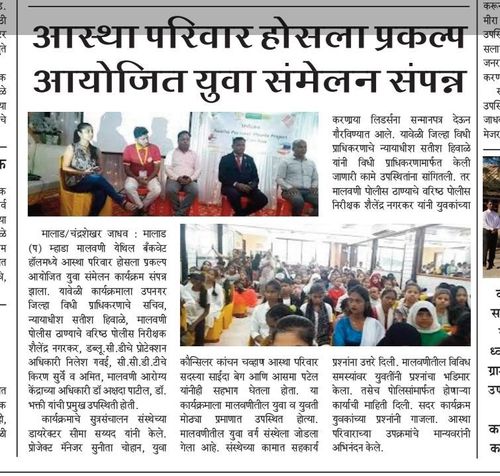 आस्था परिवार होसला प्रकल्प
आयोजित युवा संमेलन संपन्न
मालाड/चंद्रशेखर जाधव : मालाड
(प) म्हाडा मालवणी येथिल बँकवेट
हॉलमध्ये आस्था परिवार होसला प्रकल्प
आयोजित युवा संमेलन कार्यक्रम संपन्न
झाला. यावेळी कार्यक्रमाला उपनगर
जिल्हा विधी प्राधिकरणाचे सचिव,
न्यायाधीश सतीश हिवाळे, मालवणी
पोलीस ठाण्याचे वरिष्ठ पोलीस निरीक्षक
शैलेंद्र नगरकर, डब्लू.सी.डीचे प्रोटेक्शन
अधिकारी निलेश गवई, सी.सी.डी.टीचे
किरण सुर्वे व अमित, मालवणी आरोग्य
केंद्राच्या अधिकारी डॉ अक्षदा पाटील, डॉ.
भक्ती यांची प्रमुख उपस्थिती होती.
कार्यक्रमाचे सुत्रसंचालन संस्थेच्या
डायरेक्टर सीमा सय्यद यांनी केले.
प्रोजेक्ट मॅनेजर सुनीता चोहान, युवा
कौन्सिलर कांचन चव्हाण आस्था परिवार
सदस्या साईदा बेग आणि आसमा पटेल
यांनीही सहभाग घेतला होता. या
कार्यक्रमाला मालवणीतील युवा व युवती
मोठ्या प्रमाणात उपस्थित होत्या.
मालवणीतील युवा वर्ग संस्थेला जोडला
गेला आहे. संस्थेच्या कामात सहकार्य
करणाऱ्या लिडर्सना सन्मानपत्र देऊन
गौरविण्यात आले. यावेळी जिल्हा विधी
प्राधिकरणाचे न्यायाधीश सतीश हिवाळे
यांनी विधी प्राधिकरणामार्फत केली
जाणारी कामे उपस्थितांना सांगितली. तर
मालवणी पोलीस ठाण्याचे वरिष्ठ पोलीस
निरीक्षक शैलेंद्र नगरकर यांनी युवकांच्या
प्रश्नांना उत्तरे दिली. मालवणीतील विविध
समस्यांवर युवतींनी प्रश्नांचा भडिमार
केला. तसेच पोलिसांमार्फत होणाऱ्या
कार्याची माहिती दिली. सदर कार्यक्रम
युवकांच्या प्रश्नांनी गाजला. आस्था
परिवाराच्या उपक्रमांचे मान्यवरांनी
अभिनंदन केले.